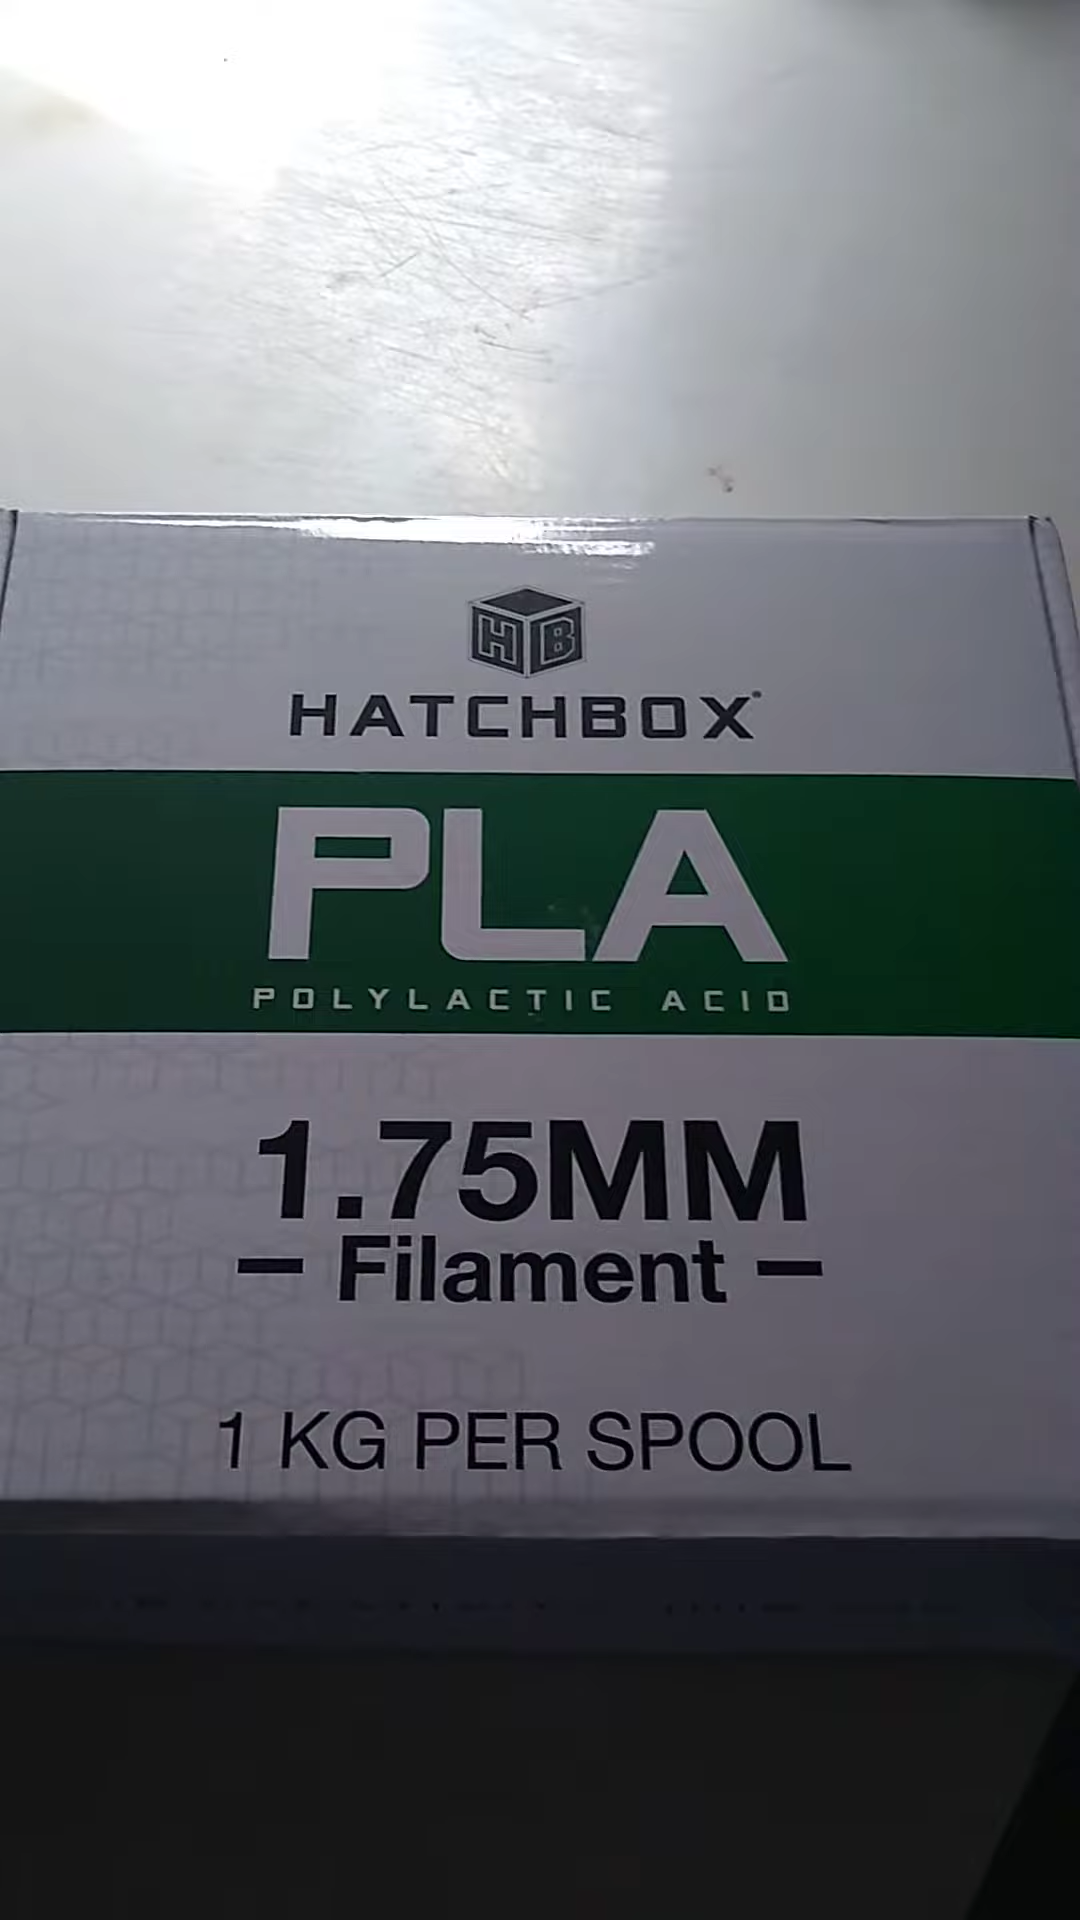 HB
HATCHBOX
PLA
POLYLACTIC ACID
1.75MM
– Filament –
1 KG PER SPOOL